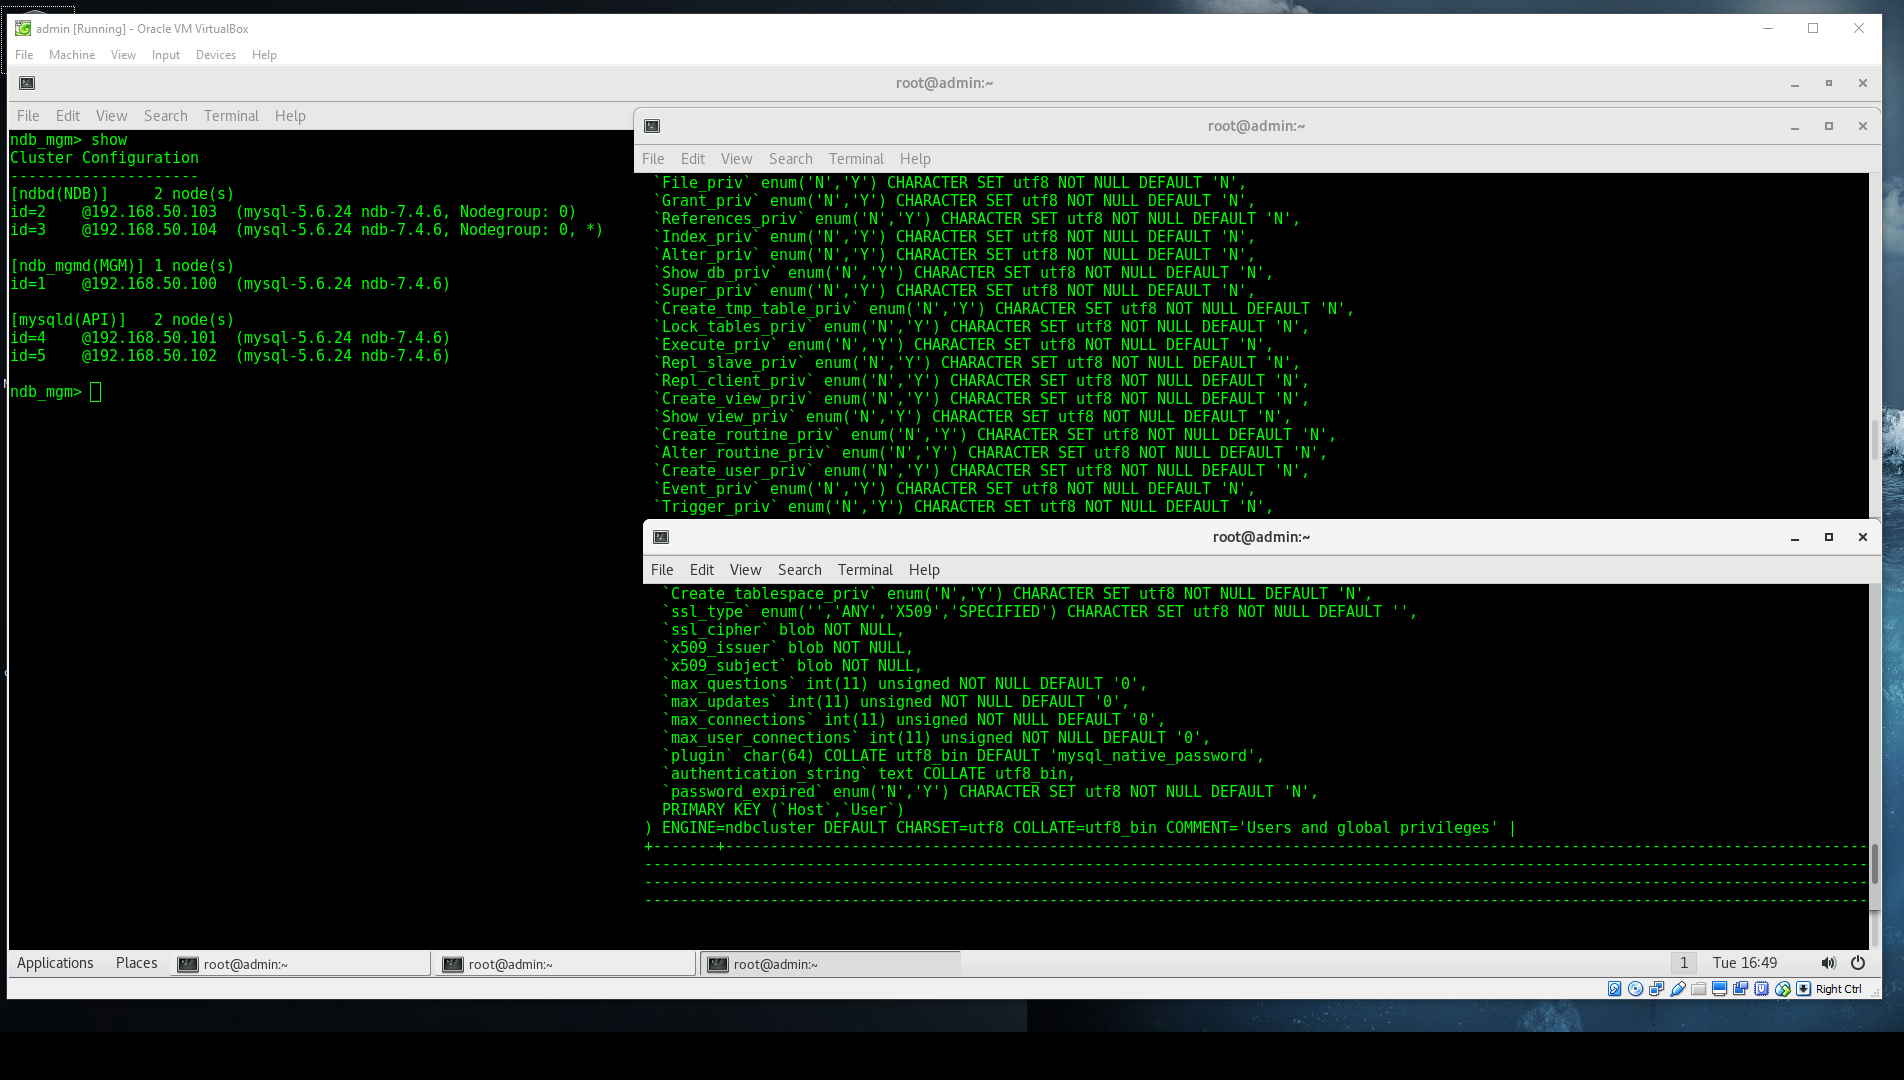 admin [Running] - Oracle VM VirtualBox
File Machine View Input Devices Help
root@admin:~
File Edit View Search Terminal Help
ndb_mgm> show
Cluster Configuration
---------------------
[ndbd(NDB)]     2 node(s)
id=2    @192.168.50.103  (mysql-5.6.24 ndb-7.4.6, Nodegroup: 0)
id=3    @192.168.50.104  (mysql-5.6.24 ndb-7.4.6, Nodegroup: 0, *)
[ndb_mgmd(MGM)] 1 node(s)
id=1    @192.168.50.100  (mysql-5.6.24 ndb-7.4.6)
[mysqld(API)]   2 node(s)
id=4    @192.168.50.101  (mysql-5.6.24 ndb-7.4.6)
id=5    @192.168.50.102  (mysql-5.6.24 ndb-7.4.6)
ndb_mgm>
root@admin:~
File Edit View Search Terminal Help
`File_priv` enum('N','Y') CHARACTER SET utf8 NOT NULL DEFAULT 'N',
`Grant_priv` enum('N','Y') CHARACTER SET utf8 NOT NULL DEFAULT 'N',
`References_priv` enum('N','Y') CHARACTER SET utf8 NOT NULL DEFAULT 'N',
`Index_priv` enum('N','Y') CHARACTER SET utf8 NOT NULL DEFAULT 'N',
`Alter_priv` enum('N','Y') CHARACTER SET utf8 NOT NULL DEFAULT 'N',
`Show_db_priv` enum('N','Y') CHARACTER SET utf8 NOT NULL DEFAULT 'N',
`Super_priv` enum('N','Y') CHARACTER SET utf8 NOT NULL DEFAULT 'N',
`Create_tmp_table_priv` enum('N','Y') CHARACTER SET utf8 NOT NULL DEFAULT 'N',
`Lock_tables_priv` enum('N','Y') CHARACTER SET utf8 NOT NULL DEFAULT 'N',
`Execute_priv` enum('N','Y') CHARACTER SET utf8 NOT NULL DEFAULT 'N',
`Repl_slave_priv` enum('N','Y') CHARACTER SET utf8 NOT NULL DEFAULT 'N',
`Repl_client_priv` enum('N','Y') CHARACTER SET utf8 NOT NULL DEFAULT 'N',
`Create_view_priv` enum('N','Y') CHARACTER SET utf8 NOT NULL DEFAULT 'N',
`Show_view_priv` enum('N','Y') CHARACTER SET utf8 NOT NULL DEFAULT 'N',
`Create_routine_priv` enum('N','Y') CHARACTER SET utf8 NOT NULL DEFAULT 'N',
`Alter_routine_priv` enum('N','Y') CHARACTER SET utf8 NOT NULL DEFAULT 'N',
`Create_user_priv` enum('N','Y') CHARACTER SET utf8 NOT NULL DEFAULT 'N',
`Event_priv` enum('N','Y') CHARACTER SET utf8 NOT NULL DEFAULT 'N',
`Trigger_priv` enum('N','Y') CHARACTER SET utf8 NOT NULL DEFAULT 'N',
root@admin:~
File Edit View Search Terminal Help
`Create_tablespace_priv` enum('N','Y') CHARACTER SET utf8 NOT NULL DEFAULT 'N',
`ssl_type` enum('','ANY','X509','SPECIFIED') CHARACTER SET utf8 NOT NULL DEFAULT '',
`ssl_cipher` blob NOT NULL,
`x509_issuer` blob NOT NULL,
`x509_subject` blob NOT NULL,
`max_questions` int(11) unsigned NOT NULL DEFAULT '0',
`max_updates` int(11) unsigned NOT NULL DEFAULT '0',
`max_connections` int(11) unsigned NOT NULL DEFAULT '0',
`max_user_connections` int(11) unsigned NOT NULL DEFAULT '0',
`plugin` char(64) COLLATE utf8_bin DEFAULT 'mysql_native_password',
`authentication_string` text COLLATE utf8_bin,
`password_expired` enum('N','Y') CHARACTER SET utf8 NOT NULL DEFAULT 'N',
PRIMARY KEY (`Host`,`User`)
) ENGINE=ndbcluster DEFAULT CHARSET=utf8 COLLATE=utf8_bin COMMENT='Users and global privileges' |
Applications Places root@admin:~ root@admin:~ root@admin:~ 1 Tue 16:49
Right Ctrl